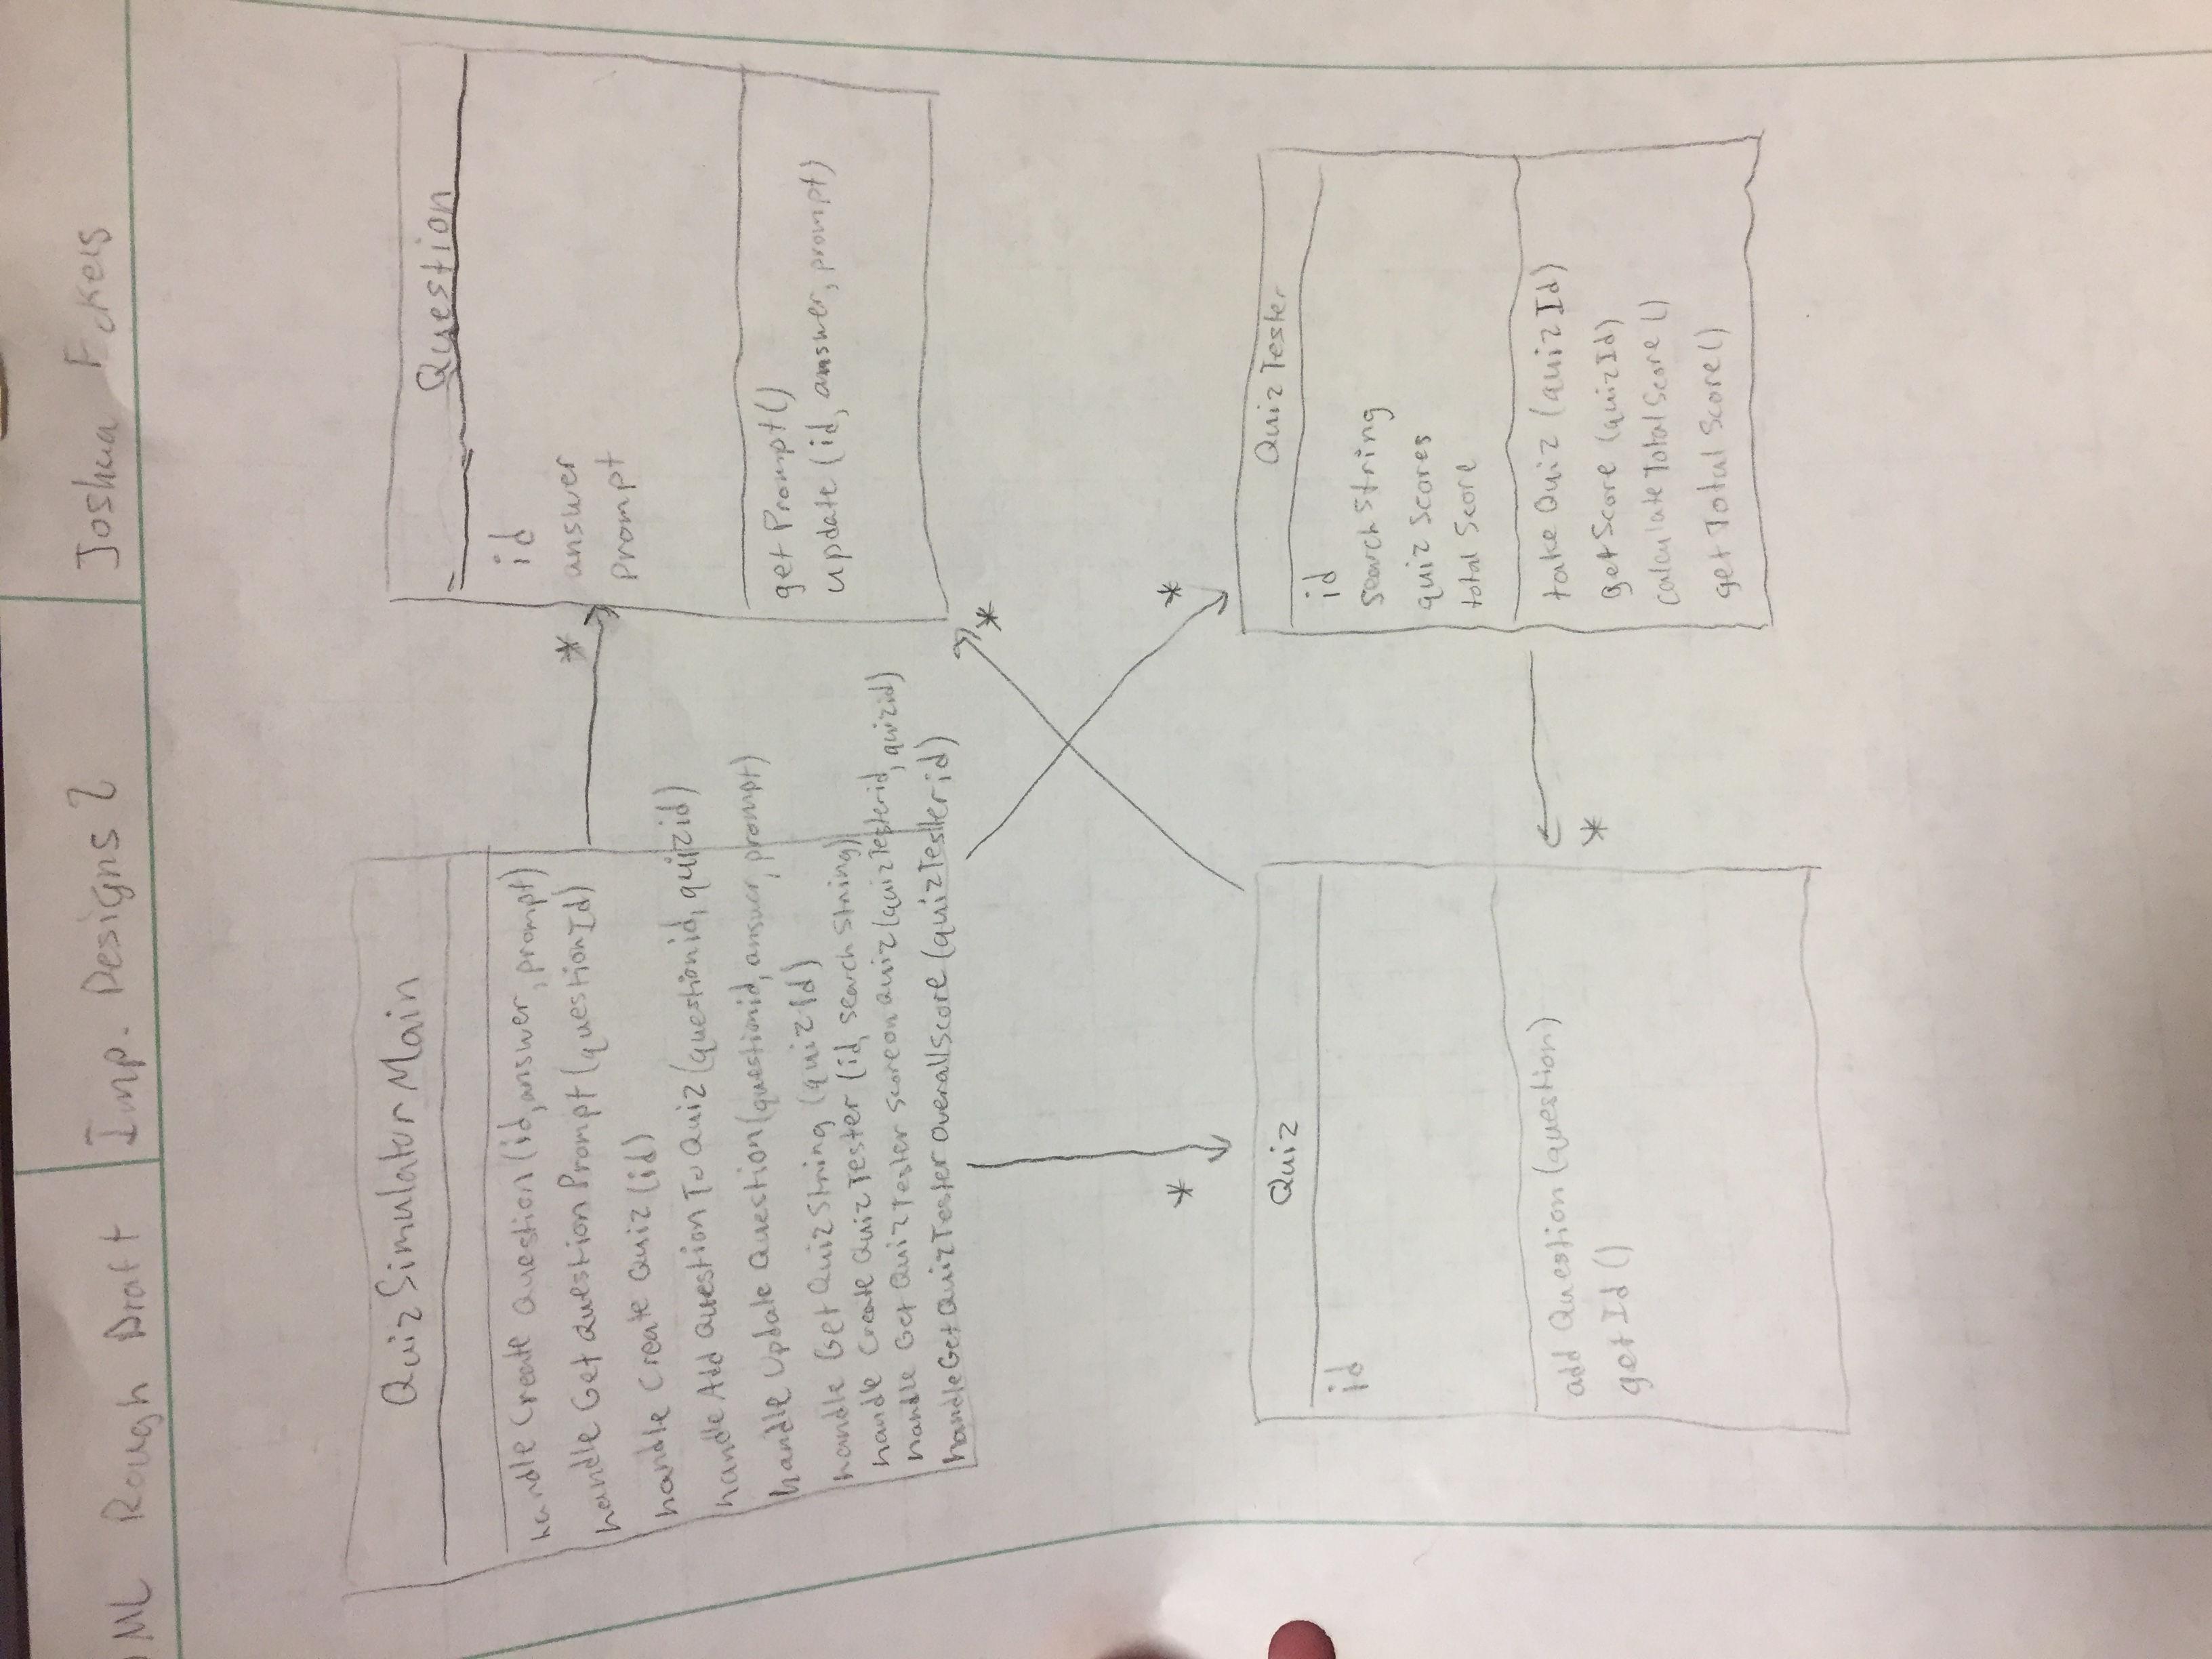 ML Rough Draft
Imp. Designs 2
Joshua Eckels
QuizSimulatorMain
handle Create Question (id, answer, prompt)
handle Get Question Prompt (questionId)
handle Create Quiz (id)
handle Add Question To Quiz (questionid, quizid)
handle Update Question (questionid, answer, prompt)
handle Get Quiz String (quizId)
handle Create Quiz Tester (id, search String)
handle Get Quiz Tester Score on Quiz (quizTesterid, quizid)
handleGetQuizTester OverallScore (quizTesterid)
*
Question
id
answer
prompt
get Prompt()
update (id, answer, prompt)
*
*
*
Quiz
id
add Question (question)
get Id ()
*
Quiz Tester
id
search String
quiz Scores
total Score
take Quiz (quiz Id)
get Score (quizId)
calculate Total Score ()
get Total Score ()